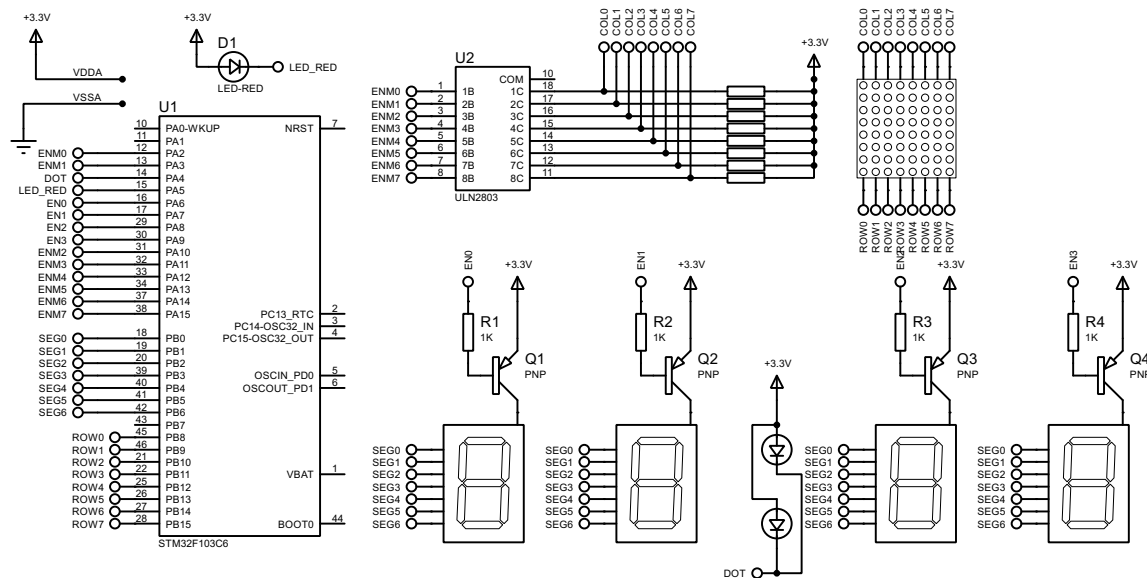 +3.3V
VDDA
VSSA
+3.3V
D1
LED-RED
LED_RED
U1
10 PA0-WKUP NRST 7
11 PA1
ENM0 12 PA2
ENM1 13 PA3
DOT 14 PA4
LED_RED 15 PA5
EN0 16 PA6
EN1 17 PA7
EN2 29 PA8
EN3 30 PA9
ENM2 31 PA10
ENM3 32 PA11
ENM4 33 PA12
ENM5 34 PA13
ENM6 37 PA14
ENM7 38 PA15
PC13_RTC 2
PC14-OSC32_IN 3
PC15-OSC32_OUT 4
SEG0 18 PB0
SEG1 19 PB1
SEG2 20 PB2
SEG3 39 PB3
SEG4 40 PB4
SEG5 41 PB5
SEG6 42 PB6
43 PB7
OSCIN_PD0 5
OSCOUT_PD1 6
ROW0 45 PB8
ROW1 46 PB9
ROW2 21 PB10
ROW3 22 PB11
ROW4 25 PB12
ROW5 26 PB13
ROW6 27 PB14
ROW7 28 PB15
VBAT 1
BOOT0 44
STM32F103C6
U2
COM 10
ENM0 1 1B 1C 18
ENM1 2 2B 2C 17
ENM2 3 3B 3C 16
ENM3 4 4B 4C 15
ENM4 5 5B 5C 14
ENM5 6 6B 6C 13
ENM6 7 7B 7C 12
ENM7 8 8B 8C 11
ULN2803
COL0
COL1
COL2
COL3
COL4
COL5
COL6
COL7
+3.3V
COL0
COL1
COL2
COL3
COL4
COL5
COL6
COL7
ROW0
ROW1
ROW2
ROW3
ROW4
ROW5
ROW6
ROW7
EN0
+3.3V
R1
1K
Q1
PNP
SEG0
SEG1
SEG2
SEG3
SEG4
SEG5
SEG6
EN1
+3.3V
R2
1K
Q2
PNP
SEG0
SEG1
SEG2
SEG3
SEG4
SEG5
SEG6
+3.3V
DOT
EN2
+3.3V
R3
1K
Q3
PNP
SEG0
SEG1
SEG2
SEG3
SEG4
SEG5
SEG6
EN3
+3.3V
R4
1K
Q4
PNP
SEG0
SEG1
SEG2
SEG3
SEG4
SEG5
SEG6